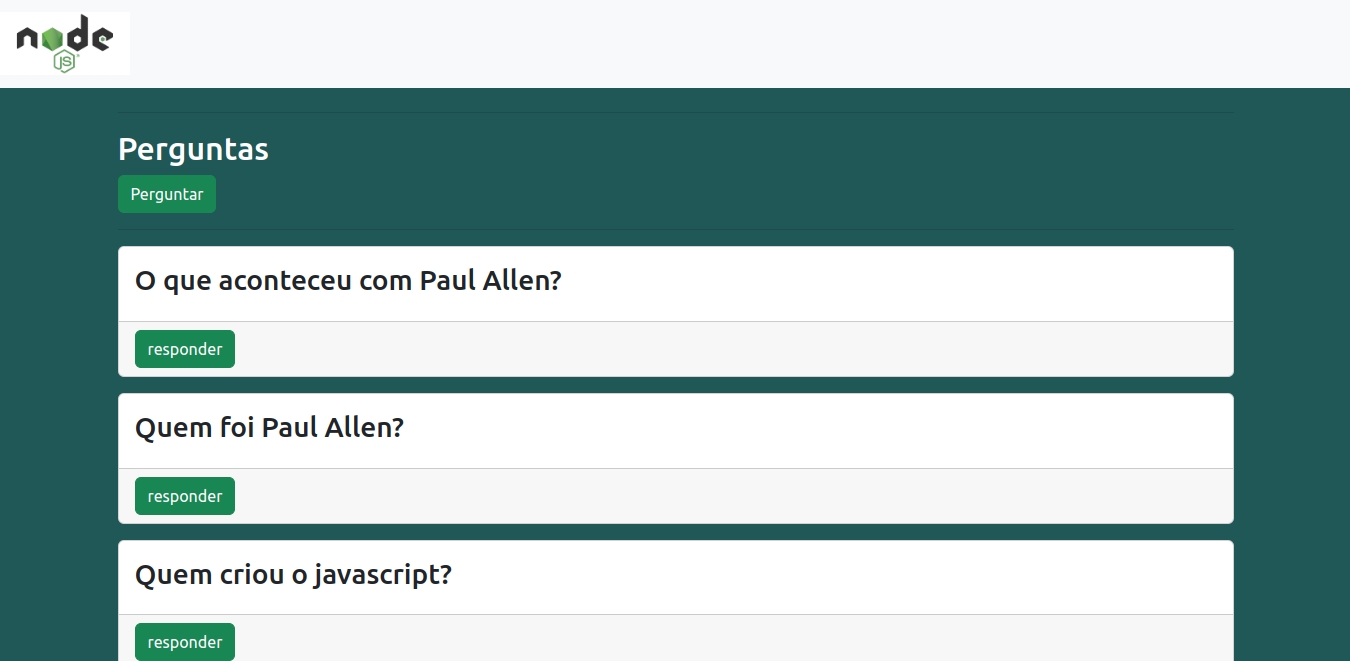 node
JS
Perguntas
Perguntar
O que aconteceu com Paul Allen?
responder
Quem foi Paul Allen?
responder
Quem criou o javascript?
responder